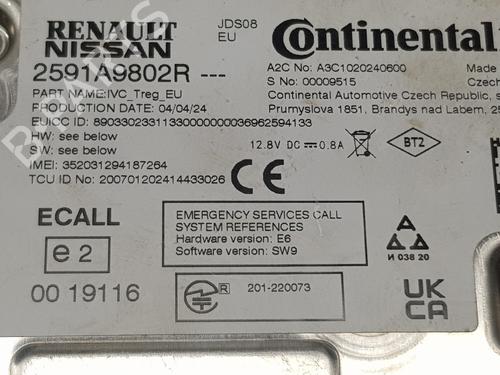 RENAULT
NISSAN
JDS08
EU
Continental
2591A9802R ---
A2C No: A3C1020240600 Made
S No: 00009515 Czech
PART NAME:IVC_Treg_EU
Continental Automotive Czech Republic,
PRODUCTION DATE: 04/04/24
Prumyslova 1851, Brandys nad Labem, 25
EUICC ID: 89033023311330000000036962594133
HW: see below
12.8V DC 0.8A
BT2
SW: see below
IMEI: 352031294187264
TCU ID No: 200701202414433026
CE
ECALL
EMERGENCY SERVICES CALL
SYSTEM REFERENCES
Hardware version: E6
Software version: SW9
e2
И 038 20
00 19116
R 201-220073
UK
CA